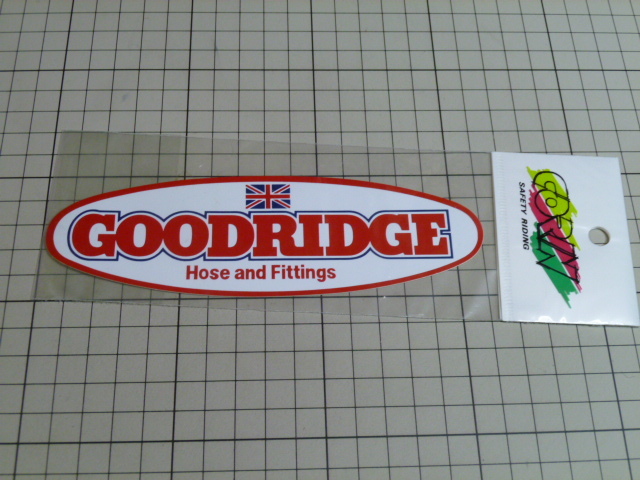 GOODRIDGE
Hose and Fittings
SAFETY RIDING